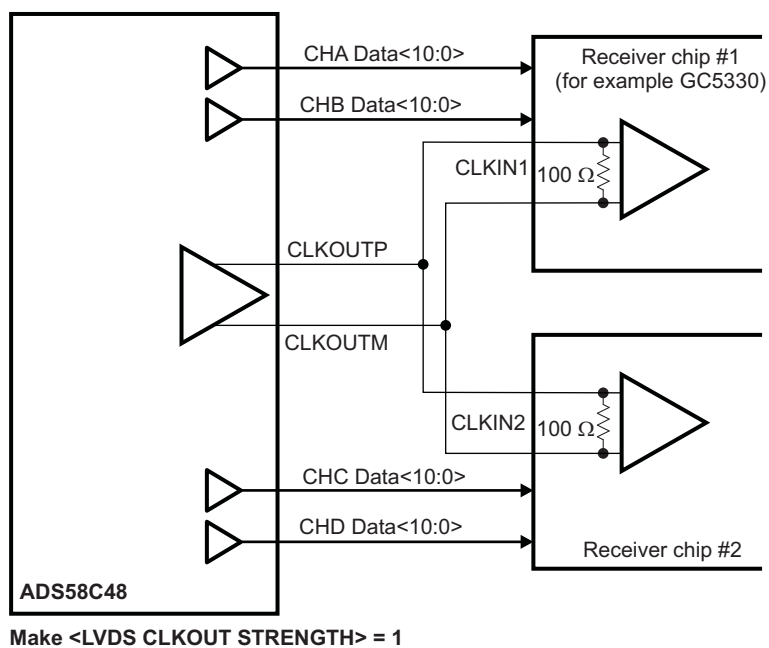 CHA Data<10:0>
Receiver chip #1
(for example GC5330)
CHB Data<10:0>
CLKIN1
100 Ω
CLKOUTP
CLKOUTM
CLKIN2
100 Ω
CHC Data<10:0>
CHD Data<10:0>
Receiver chip #2
ADS58C48
Make <LVDS CLKOUT STRENGTH> = 1